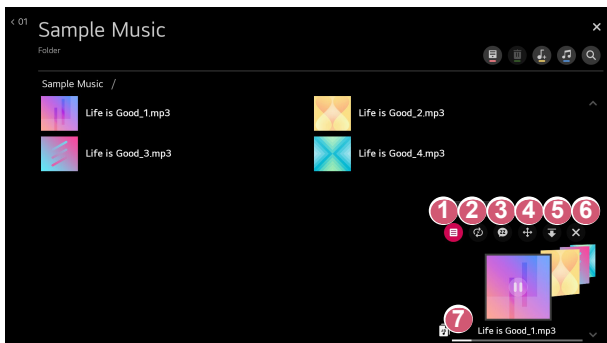 < 01 Sample Music
Folder
Sample Music /
Life is Good_1.mp3
Life is Good_2.mp3
Life is Good_3.mp3
Life is Good_4.mp3
1 2 3 4 5 6
7
Life is Good_1.mp3